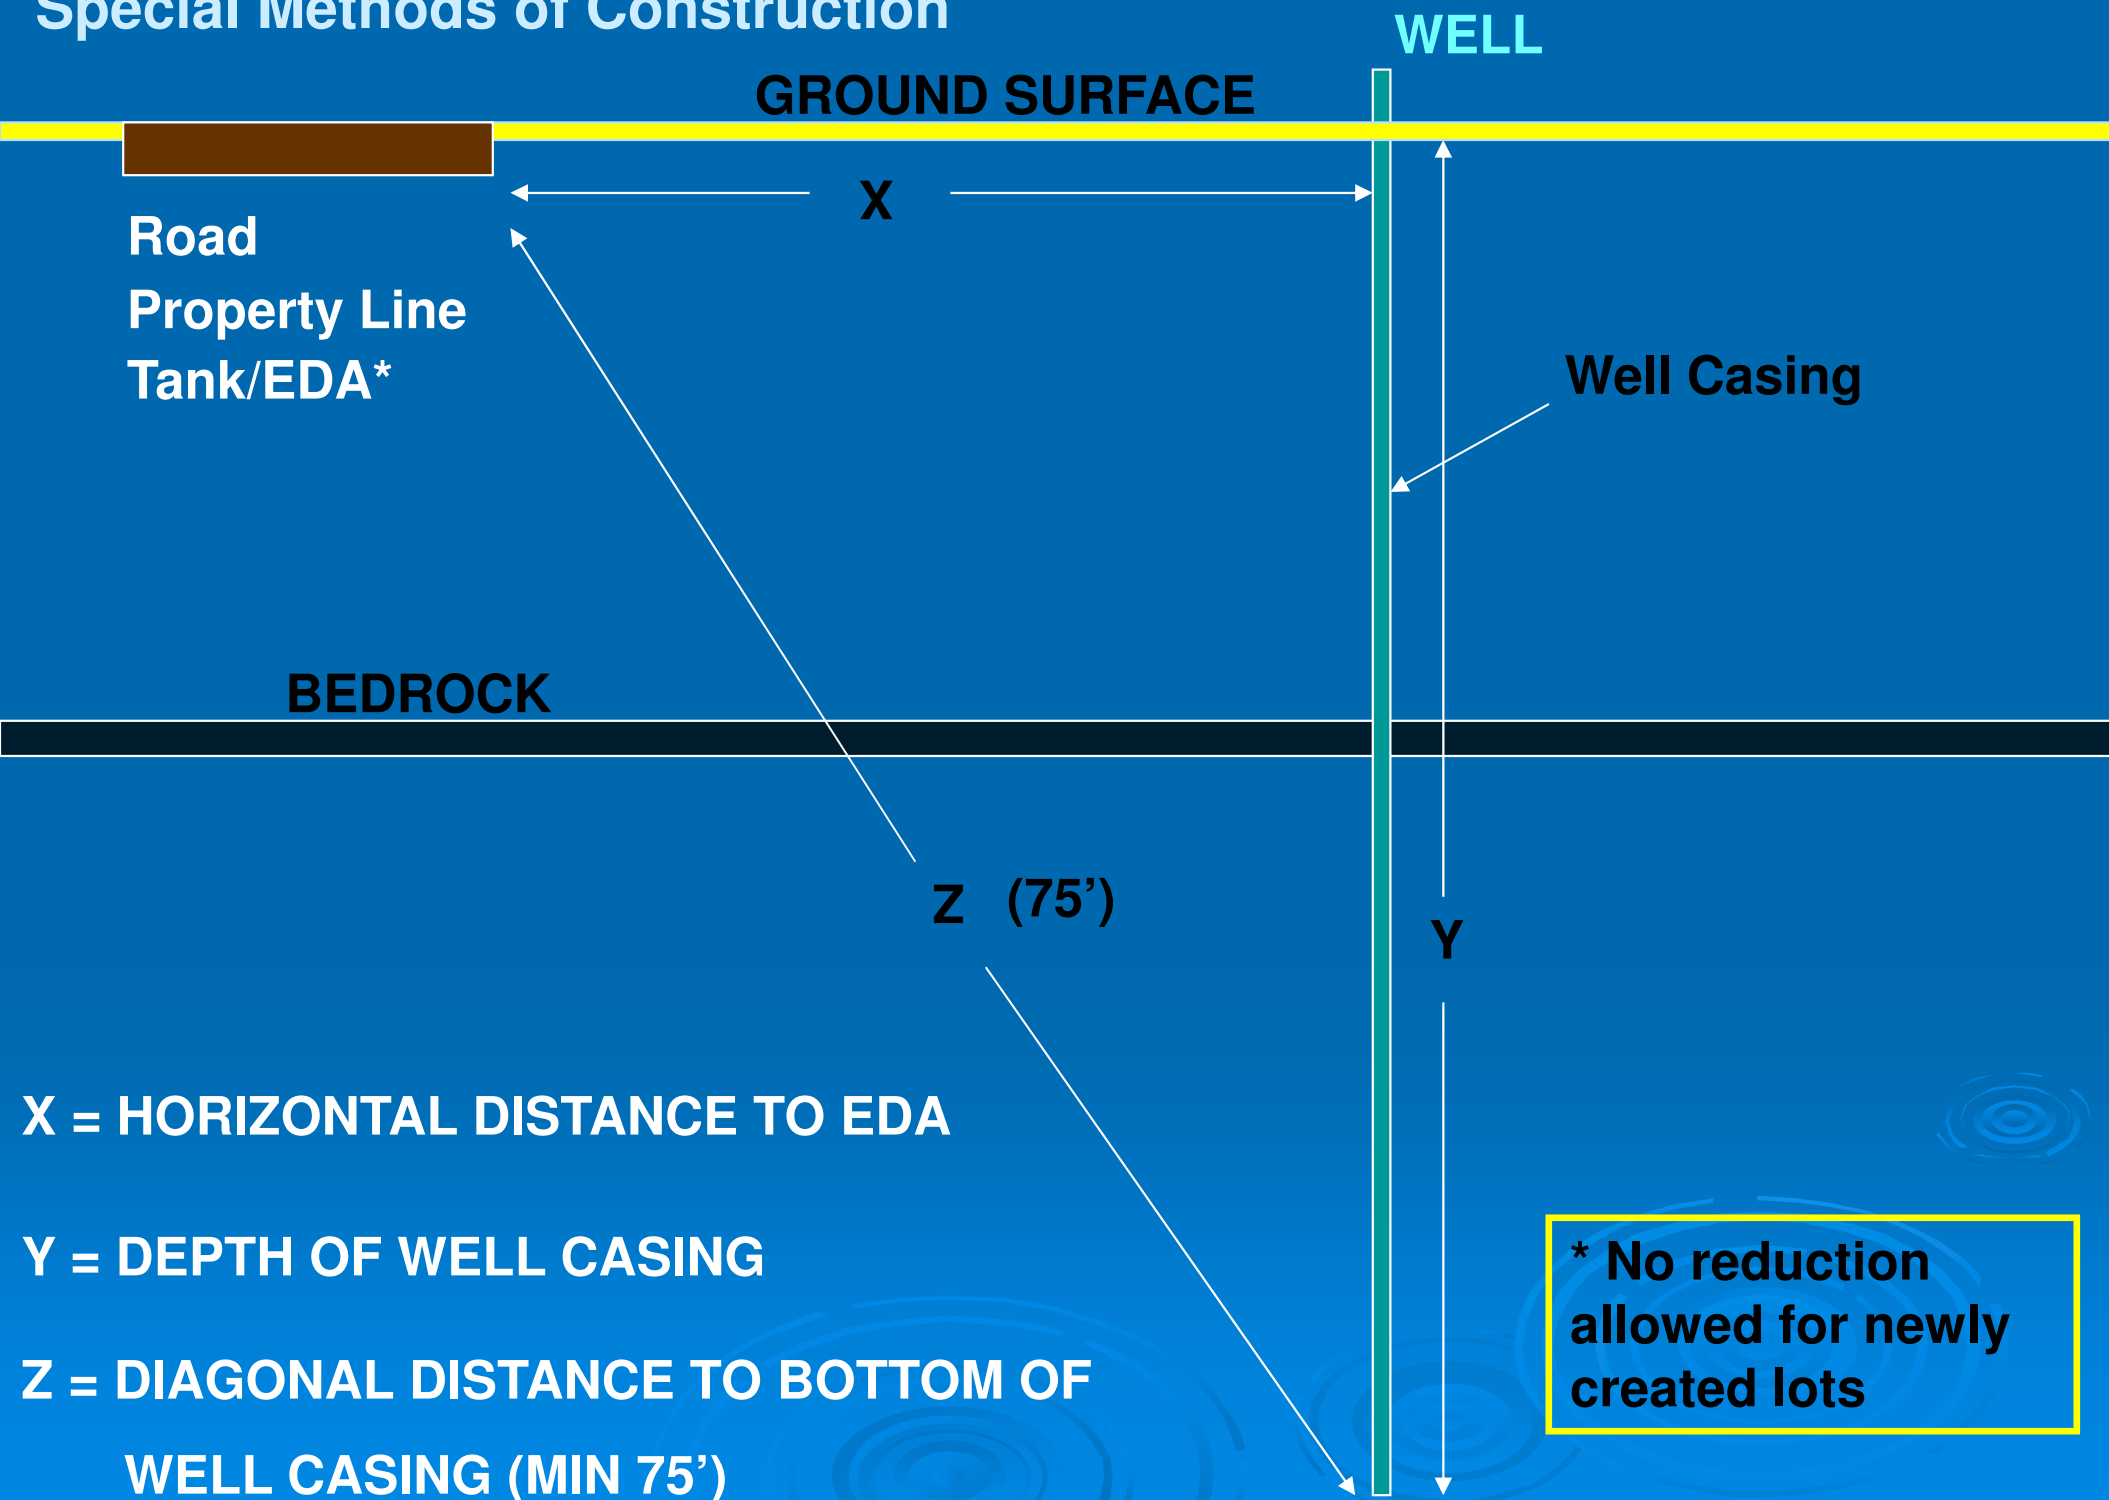 Special Methods of Construction
WELL
GROUND SURFACE
X
Road
Property Line
Tank/EDA*
Well Casing
BEDROCK
Z (75’)
Y
X = HORIZONTAL DISTANCE TO EDA
Y = DEPTH OF WELL CASING
Z = DIAGONAL DISTANCE TO BOTTOM OF
WELL CASING (MIN 75’)
* No reduction
allowed for newly
created lots